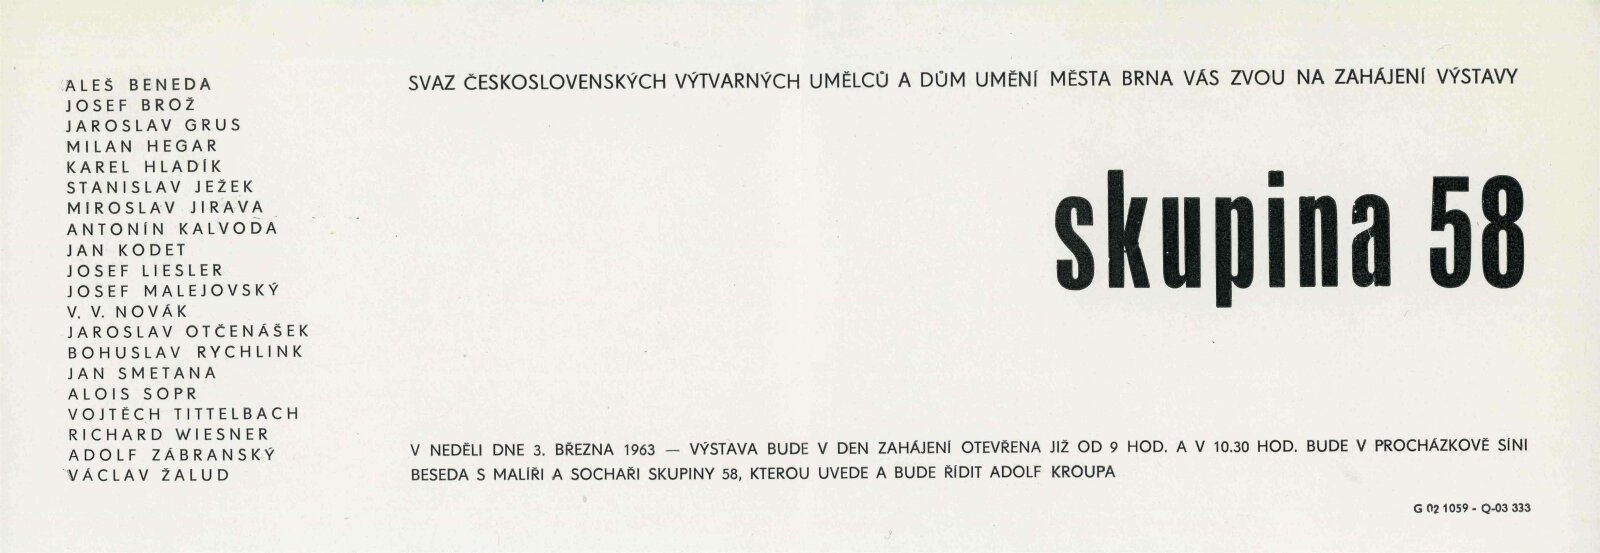 ALEŠ BENEDA
JOSEF BROŽ
JAROSLAV GRUS
MILAN HEGAR
KAREL HLADÍK
STANISLAV JEŽEK
MIROSLAV JIRAVA
ANTONÍN KALVODA
JAN KODET
JOSEF LIESLER
JOSEF MALEJOVSKÝ
V. V. NOVÁK
JAROSLAV OTČENÁŠEK
BOHUSLAV RYCHLINK
JAN SMETANA
ALOIS SOPR
VOJTĚCH TITTELBACH
RICHARD WIESNER
ADOLF ZÁBRANSKÝ
VÁCLAV ŽALUD
SVAZ ČESKOSLOVENSKÝCH VÝTVARNÝCH UMĚLCŮ A DŮM UMĚNÍ MĚSTA BRNA VÁS ZVOU NA ZAHÁJENÍ VÝSTAVY
skupina 58
V NEDĚLI DNE 3. BŘEZNA 1963 — VÝSTAVA BUDE V DEN ZAHÁJENÍ OTEVŘENA JIŽ OD 9 HOD. A V 10.30 HOD. BUDE V PROCHÁZKOVĚ SÍNI
BESEDA S MALÍŘI A SOCHAŘI SKUPINY 58, KTEROU UVEDE A BUDE ŘÍDIT ADOLF KROUPA
G 02 1059 - Q-03 333